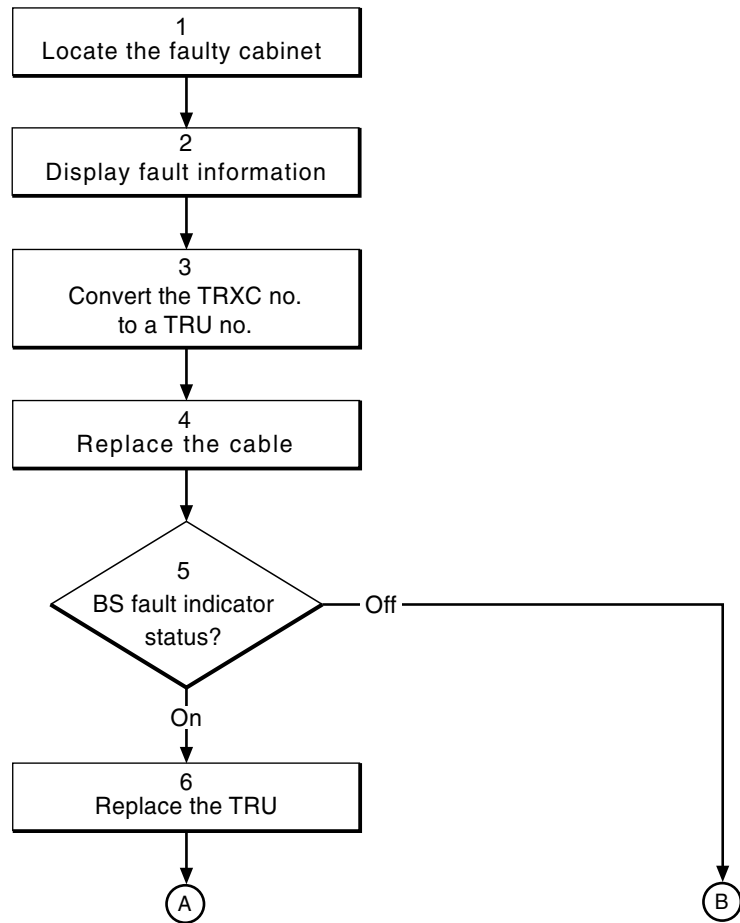 1
Locate the faulty cabinet
2
Display fault information
3
Convert the TRXC no.
to a TRU no.
4
Replace the cable
5
BS fault indicator
status?
Off
On
6
Replace the TRU
A
B